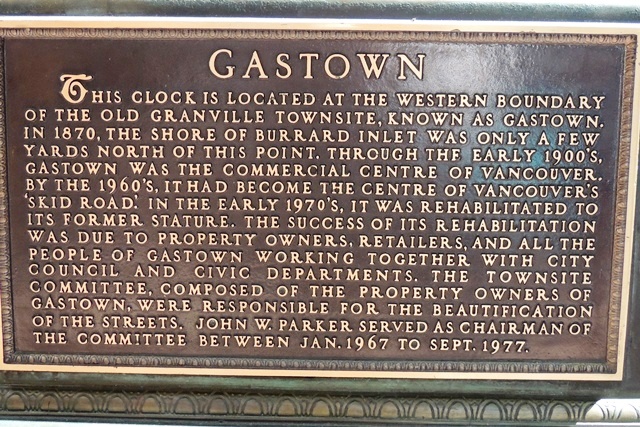 GASTOWN
THIS CLOCK IS LOCATED AT THE WESTERN BOUNDARY
OF THE OLD GRANVILLE TOWNSITE, KNOWN AS GASTOWN.
IN 1870, THE SHORE OF BURRARD INLET WAS ONLY A FEW
YARDS NORTH OF THIS POINT. THROUGH THE EARLY 1900'S,
GASTOWN WAS THE COMMERCIAL CENTRE OF VANCOUVER.
BY THE 1960'S, IT HAD BECOME THE CENTRE OF VANCOUVER'S
'SKID ROAD.' IN THE EARLY 1970'S, IT WAS REHABILITATED TO
ITS FORMER STATURE. THE SUCCESS OF ITS REHABILITATION
WAS DUE TO PROPERTY OWNERS, RETAILERS, AND ALL THE
PEOPLE OF GASTOWN WORKING TOGETHER WITH CITY
COUNCIL AND CIVIC DEPARTMENTS. THE TOWNSITE
COMMITTEE, COMPOSED OF THE PROPERTY OWNERS OF
GASTOWN, WERE RESPONSIBLE FOR THE BEAUTIFICATION
OF THE STREETS. JOHN W. PARKER SERVED AS CHAIRMAN OF
THE COMMITTEE BETWEEN JAN. 1967 TO SEPT. 1977.